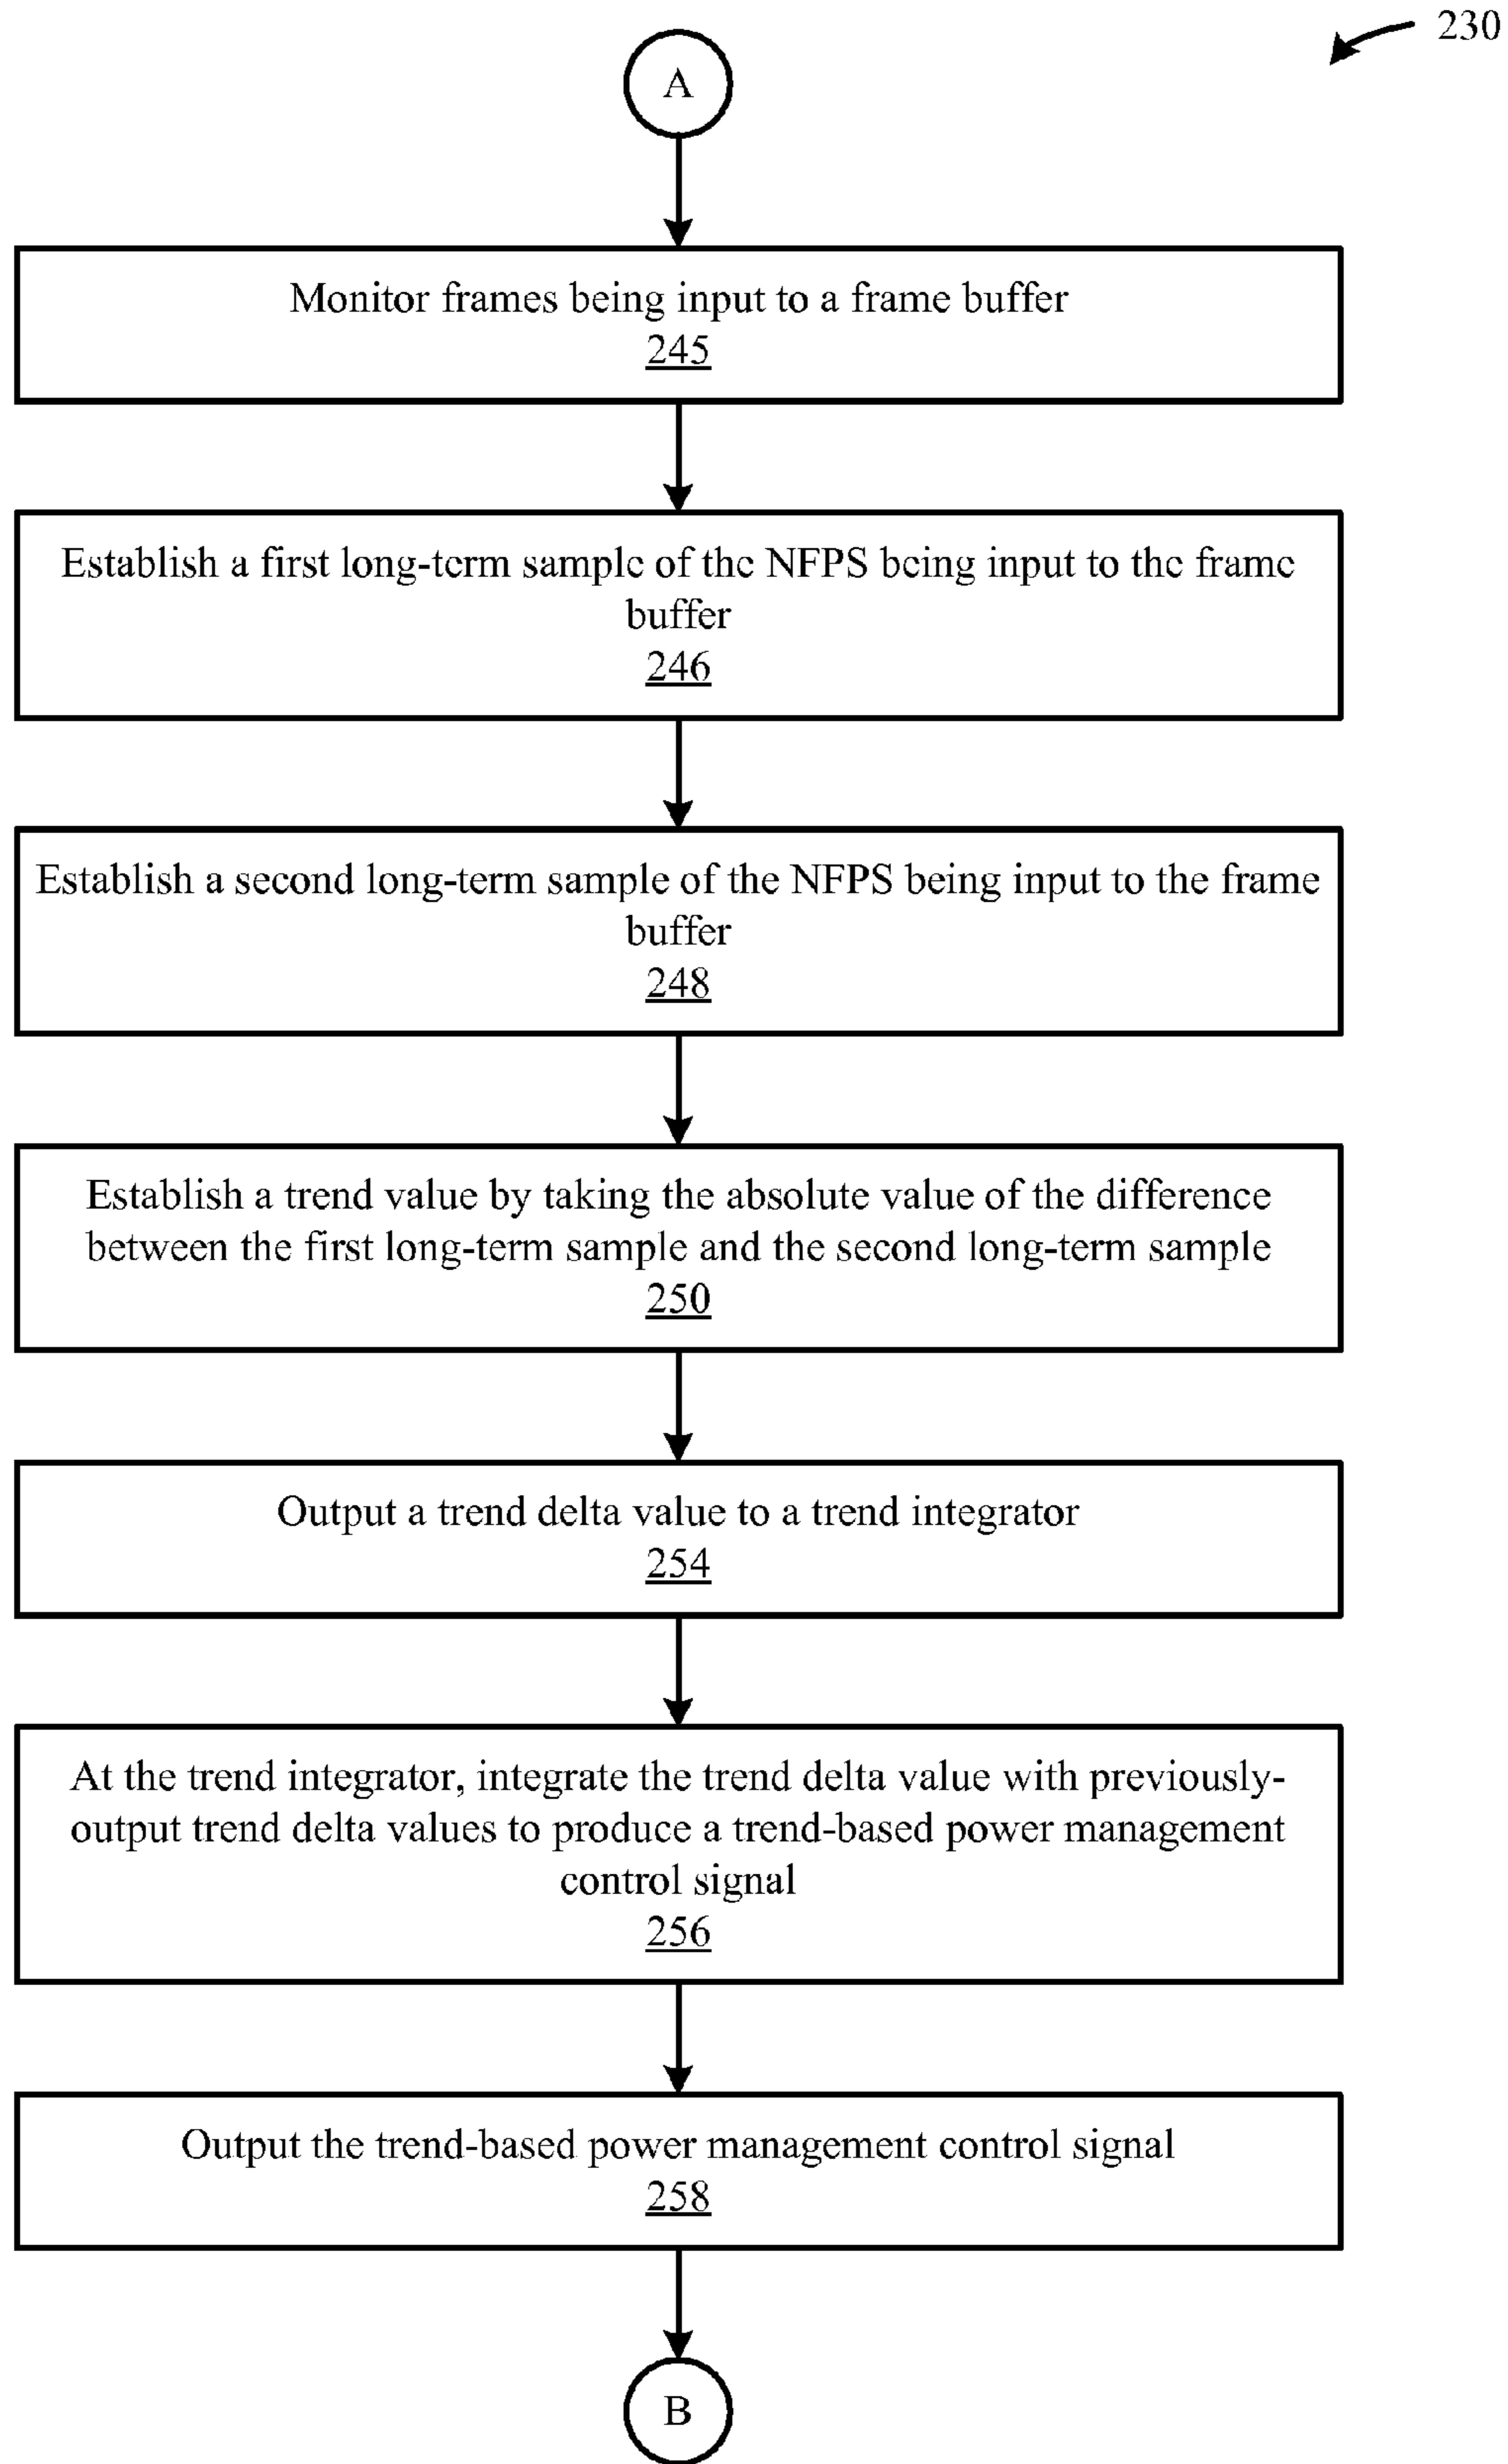 230
A
Monitor frames being input to a frame buffer
245
Establish a first long-term sample of the NFPS being input to the frame
buffer
246
Establish a second long-term sample of the NFPS being input to the frame
buffer
248
Establish a trend value by taking the absolute value of the difference
between the first long-term sample and the second long-term sample
250
Output a trend delta value to a trend integrator
254
At the trend integrator, integrate the trend delta value with previously-
output trend delta values to produce a trend-based power management
control signal
256
Output the trend-based power management control signal
258
B